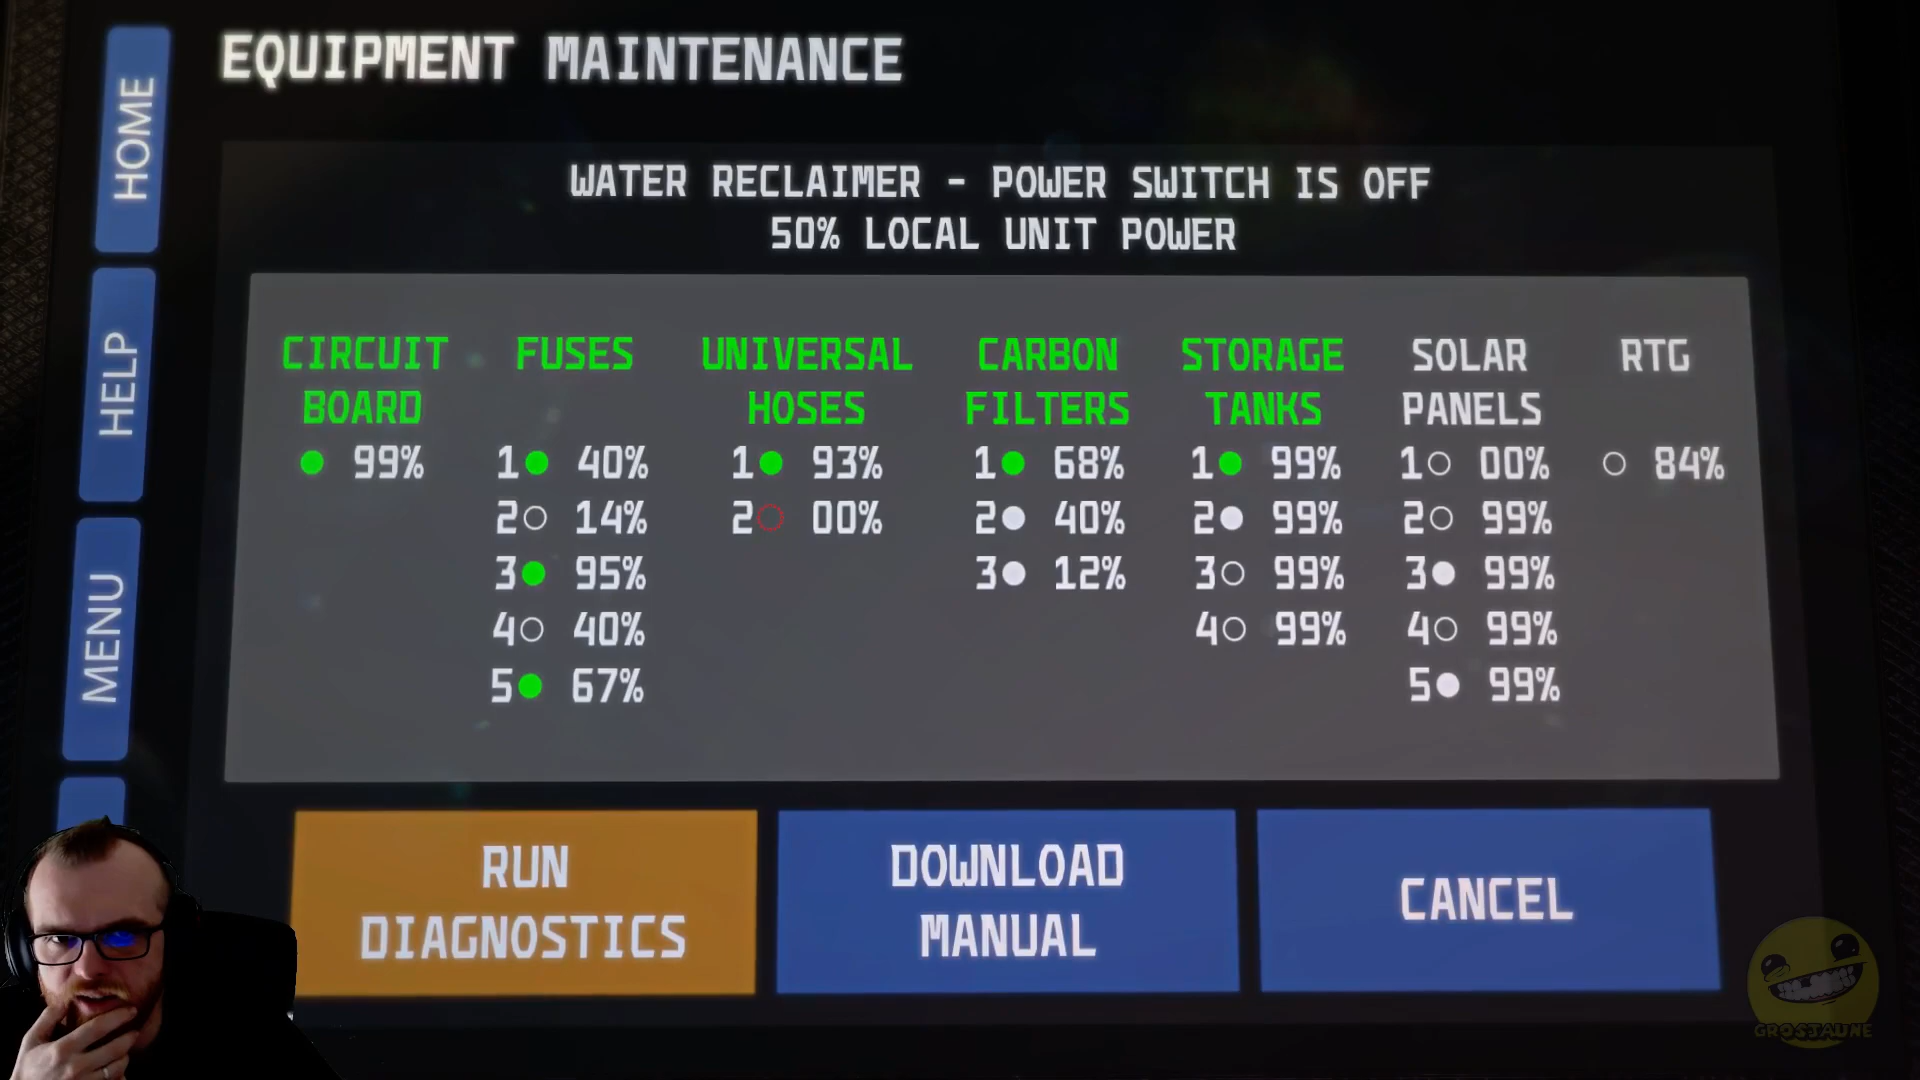 EQUIPMENT MAINTENANCE
HOME
HELP
MENU
WATER RECLAIMER - POWER SWITCH IS OFF
50% LOCAL UNIT POWER
CIRCUIT BOARD
99%
FUSES
1 40%
2 14%
3 95%
4 40%
5 67%
UNIVERSAL HOSES
1 93%
2 00%
CARBON FILTERS
1 68%
2 40%
3 12%
STORAGE TANKS
1 99%
2 99%
3 99%
4 99%
SOLAR PANELS
1 00%
2 99%
3 99%
4 99%
5 99%
RTG
84%
RUN DIAGNOSTICS
DOWNLOAD MANUAL
CANCEL
GROSJAUNE